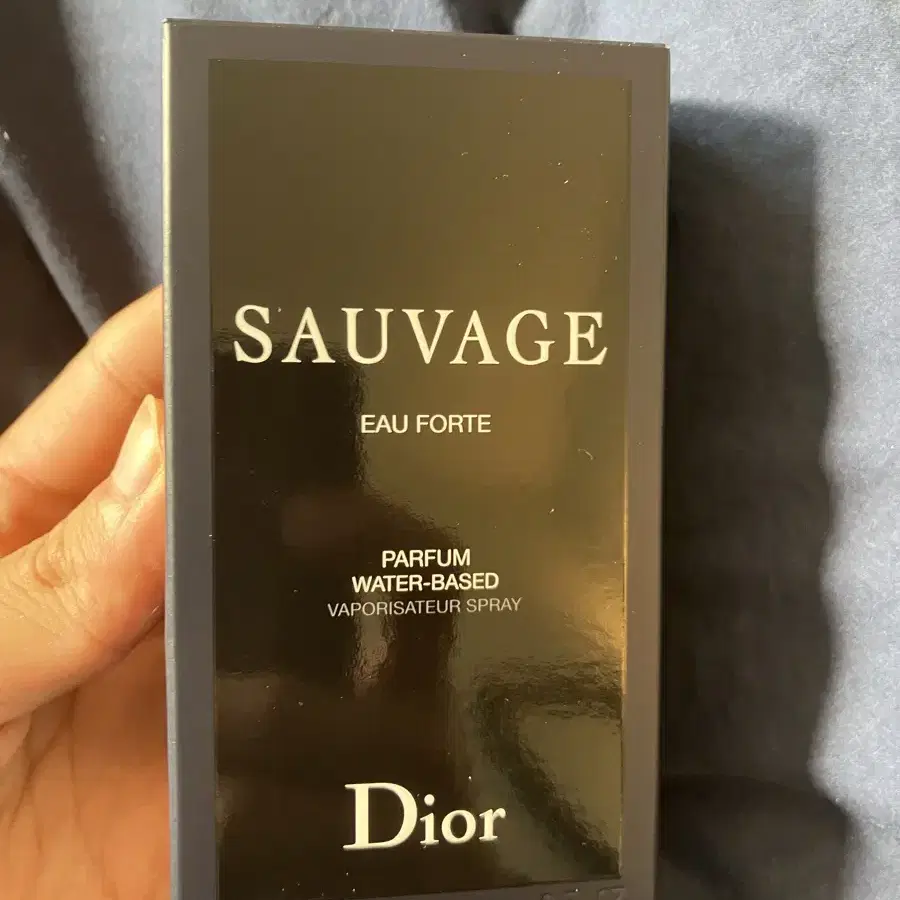 SAUVAGE
EAU FORTE
PARFUM
WATER-BASED
VAPORISATEUR SPRAY
Dior